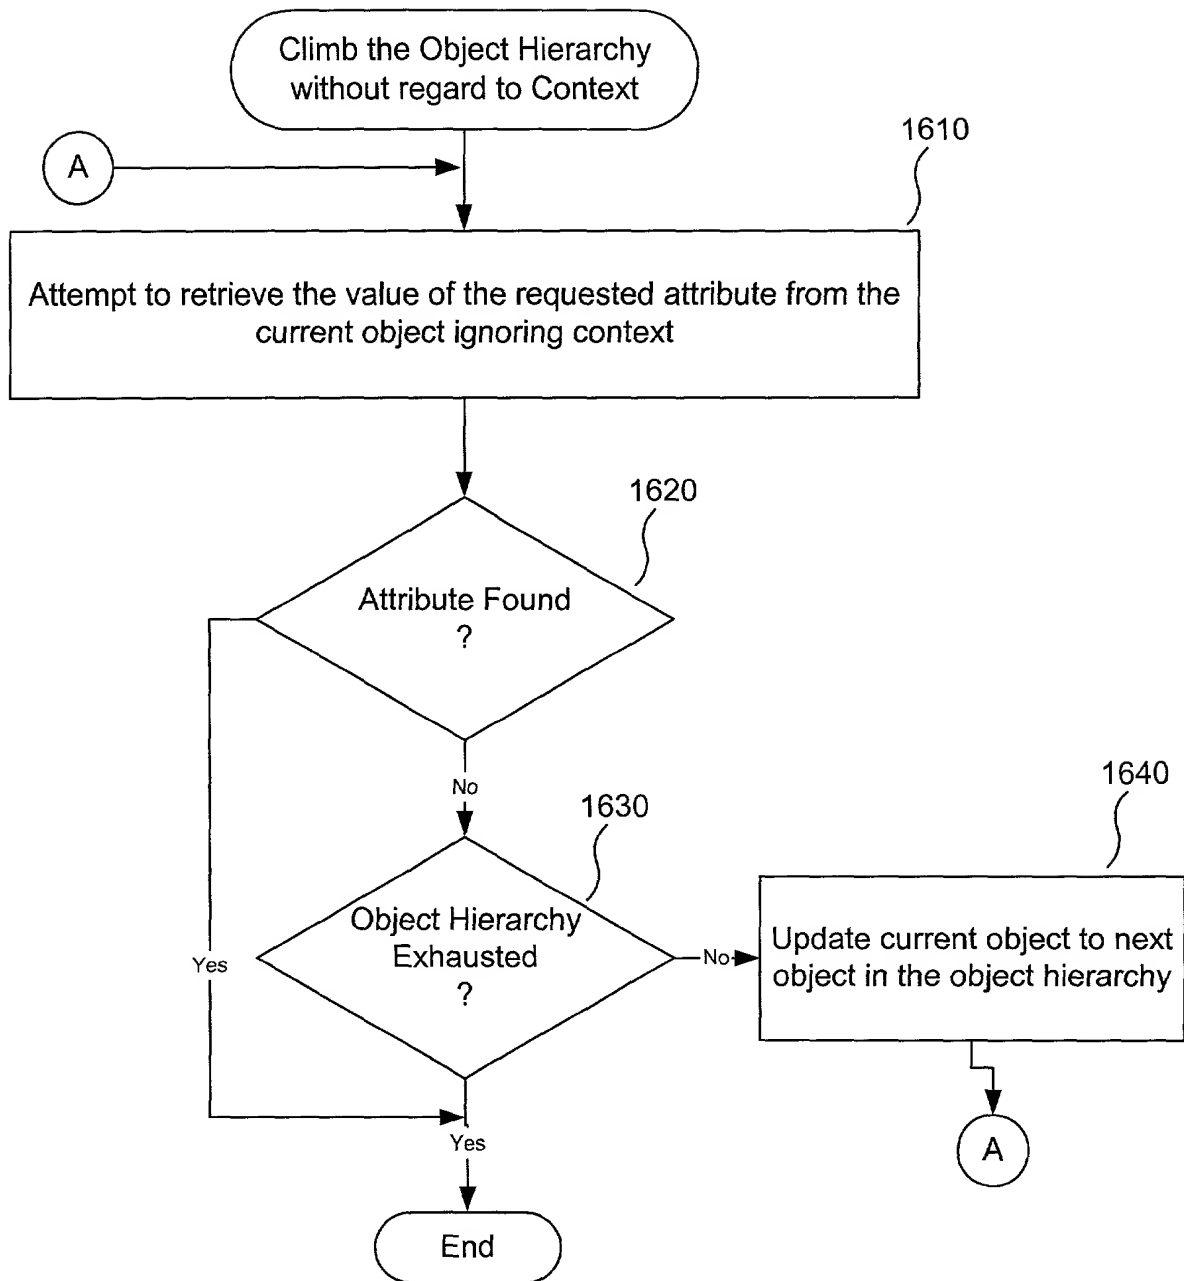 Climb the Object Hierarchy
without regard to Context
A
1610
Attempt to retrieve the value of the requested attribute from the
current object ignoring context
1620
Attribute Found
?
No
1630
1640
Object Hierarchy
Exhausted
?
Yes
No
Update current object to next
object in the object hierarchy
Yes
A
End